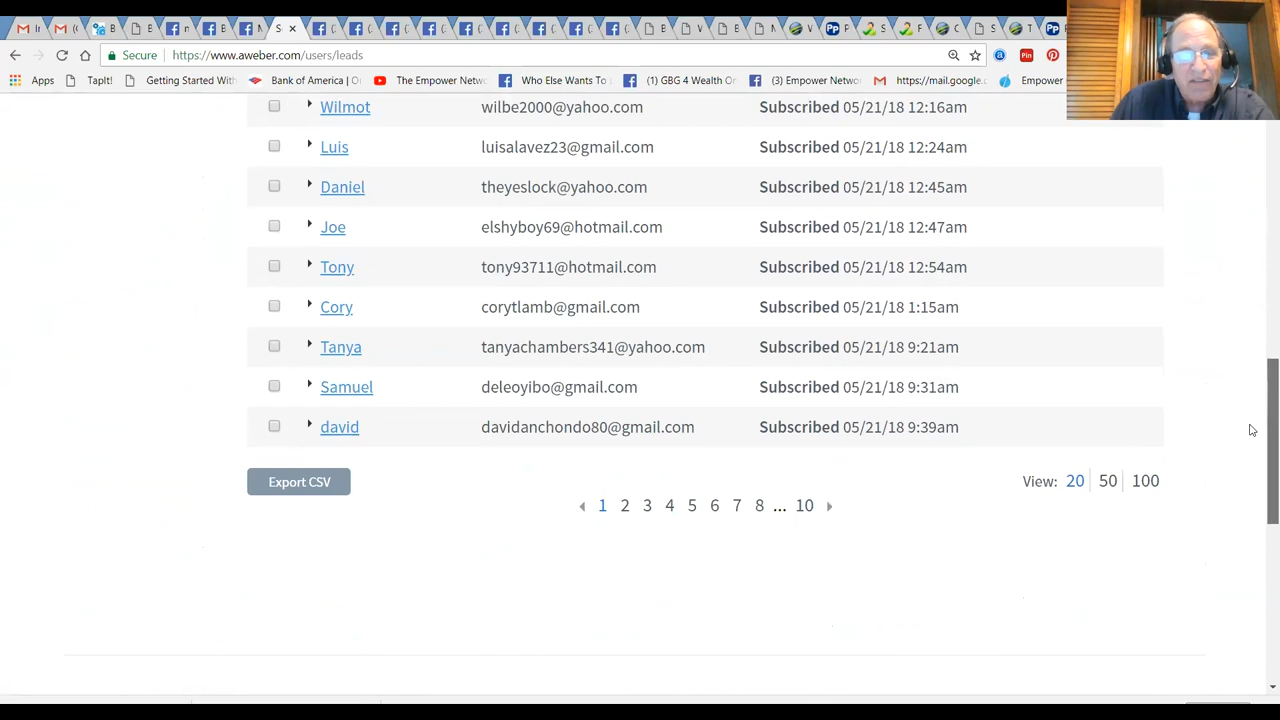 Secure https://www.aweber.com/users/leads
Apps TapIt! Getting Started With Bank of America | O The Empower Netw Who Else Wants To (1) GBG 4 Wealth On (3) Empower Networ https://mail.google.c Empower
Wilmot wilbe2000@yahoo.com Subscribed 05/21/18 12:16am
Luis luisalavez23@gmail.com Subscribed 05/21/18 12:24am
Daniel theyeslock@yahoo.com Subscribed 05/21/18 12:45am
Joe elshyboy69@hotmail.com Subscribed 05/21/18 12:47am
Tony tony93711@hotmail.com Subscribed 05/21/18 12:54am
Cory corytlamb@gmail.com Subscribed 05/21/18 1:15am
Tanya tanyachambers341@yahoo.com Subscribed 05/21/18 9:21am
Samuel deleoyibo@gmail.com Subscribed 05/21/18 9:31am
david davidanchondo80@gmail.com Subscribed 05/21/18 9:39am
Export CSV View: 20 50 100
1 2 3 4 5 6 7 8 ... 10